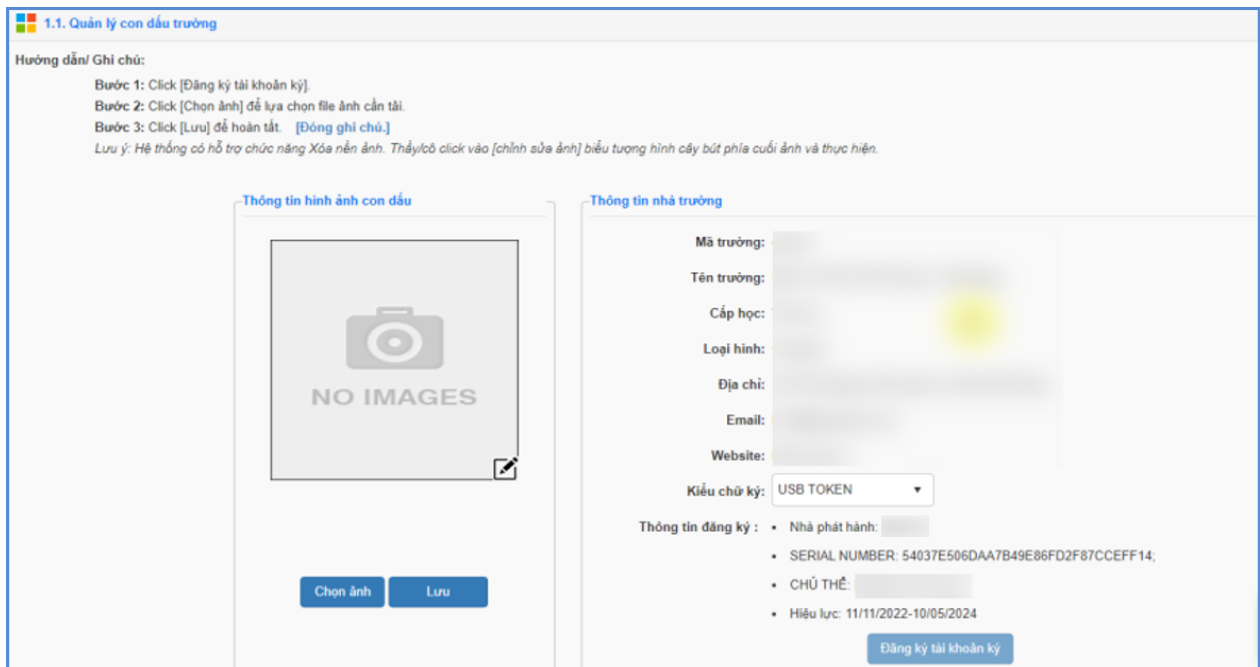 1.1. Quản lý con dấu trường
Hướng dẫn/ Ghi chú:
Bước 1: Click [Đăng ký tài khoản ký].
Bước 2: Click [Chọn ảnh] để lựa chọn file ảnh cần tải.
Bước 3: Click [Lưu] để hoàn tất. [Đóng ghi chú.]
Lưu ý: Hệ thống có hỗ trợ chức năng Xóa nền ảnh. Thầy/cô click vào [chỉnh sửa ảnh] biểu tượng hình cây bút phía cuối ảnh và thực hiện.
Thông tin hình ảnh con dấu
NO IMAGES
Chọn ảnh
Lưu
Thông tin nhà trường
Mã trường:
Tên trường:
Cấp học:
Loại hình:
Địa chỉ:
Email:
Website:
Kiểu chữ ký: USB TOKEN
Thông tin đăng ký : • Nhà phát hành:
• SERIAL NUMBER: 54037E506DAA7B49E86FD2F87CCEFF14;
• CHỦ THỂ:
• Hiệu lực: 11/11/2022-10/05/2024
Đăng ký tài khoản ký